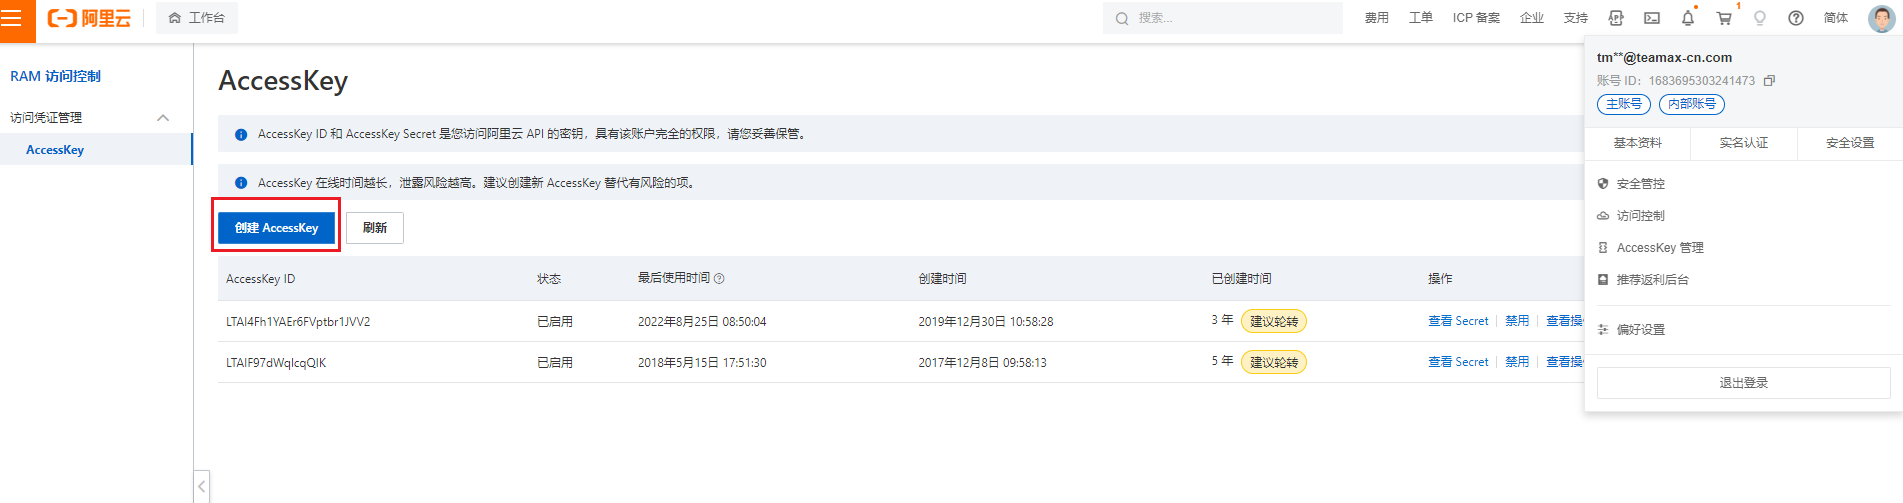 阿里云
工作台
搜索...
费用
工单
ICP 备案
企业
支持
1
简体
RAM 访问控制
访问凭证管理
AccessKey
AccessKey
AccessKey ID 和 AccessKey Secret 是您访问阿里云 API 的密钥，具有该账户完全的权限，请您妥善保管。
AccessKey 在线时间越长，泄露风险越高。建议创建新 AccessKey 替代有风险的项。
创建 AccessKey
刷新
AccessKey ID 状态 最后使用时间 创建时间 已创建时间 操作
LTAI4Fh1YAEr6FVptbr1JVV2 已启用 2022年8月25日 08:50:04 2019年12月30日 10:58:28 3 年 建议轮转 查看 Secret 禁用 查看操
LTAIF97dWqIcqQIK 已启用 2018年5月15日 17:51:30 2017年12月8日 09:58:13 5 年 建议轮转 查看 Secret 禁用 查看操
tm**@teamax-cn.com
账号 ID：1683695303241473
主账号
内部账号
基本资料
实名认证
安全设置
安全管控
访问控制
AccessKey 管理
推荐返利后台
偏好设置
退出登录